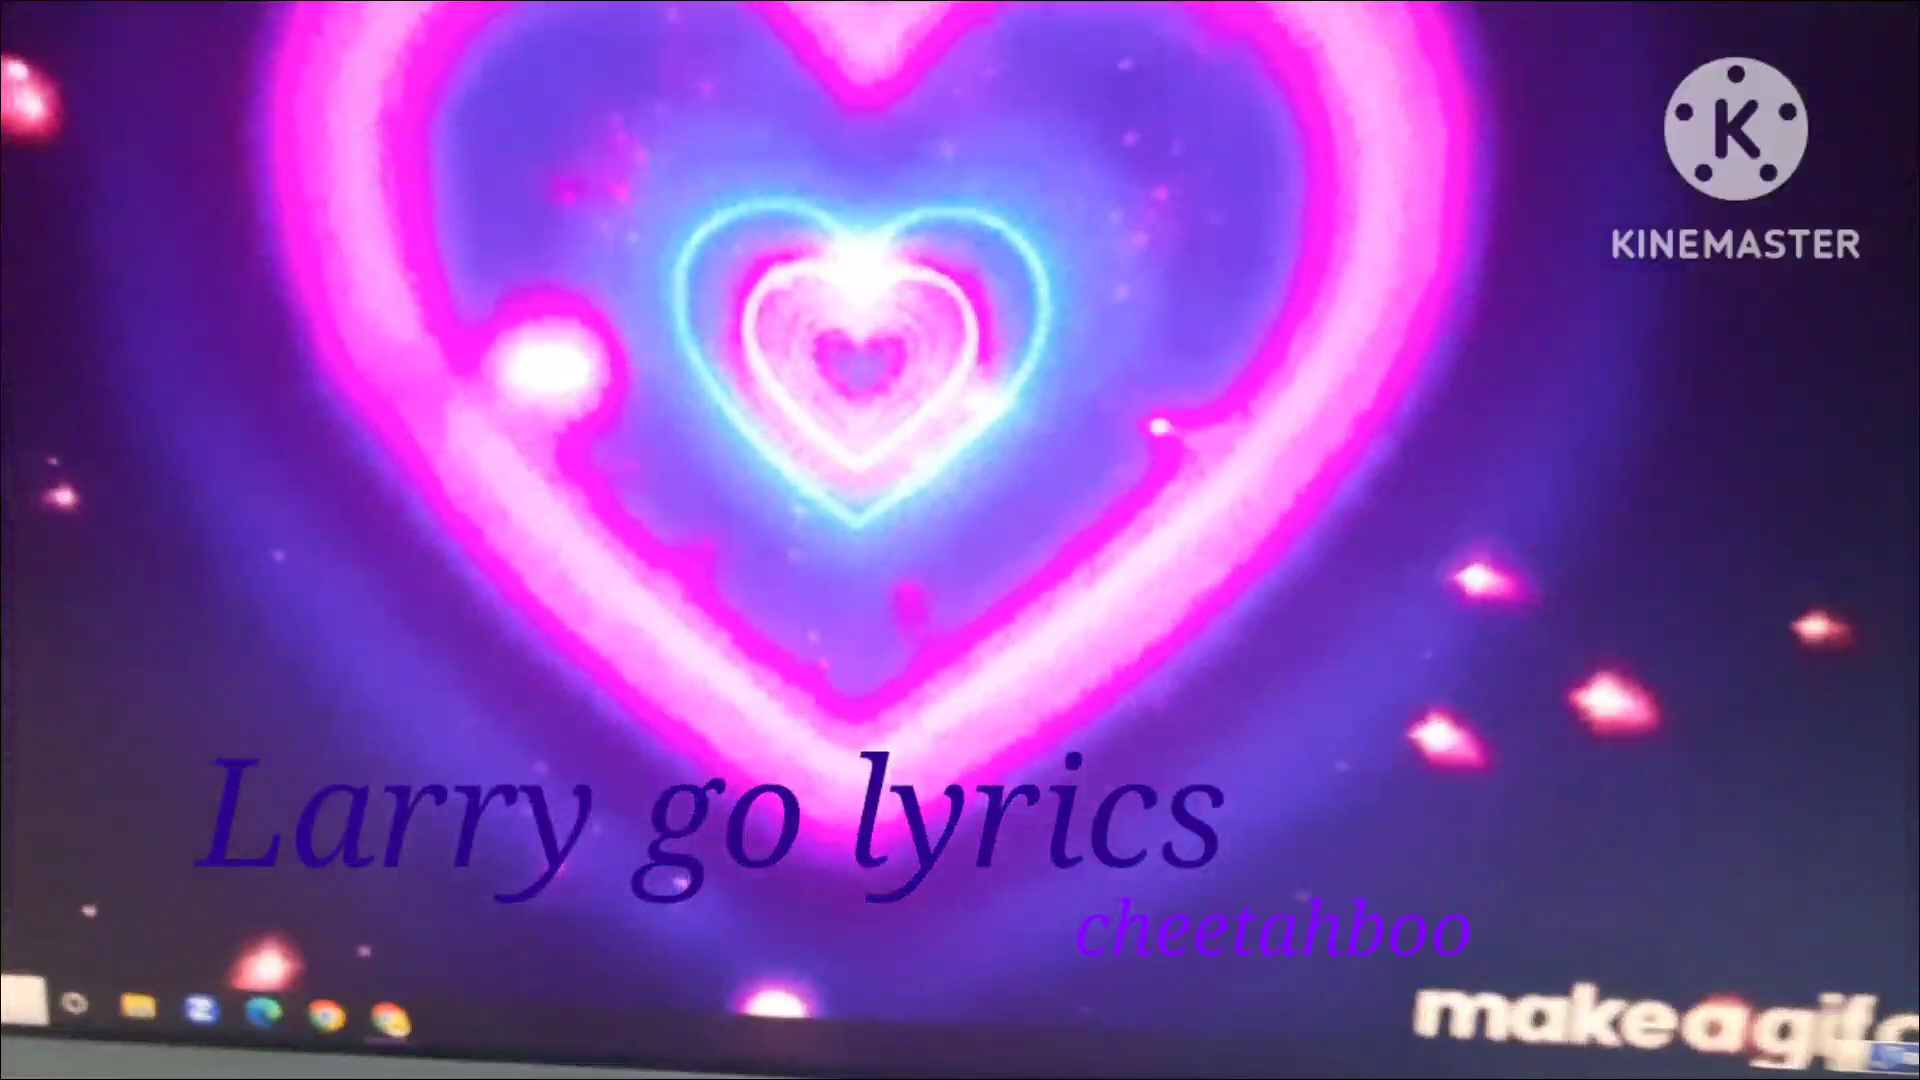 K
KINEMASTER
Larry go lyrics
cheetahboo
makeagif.c